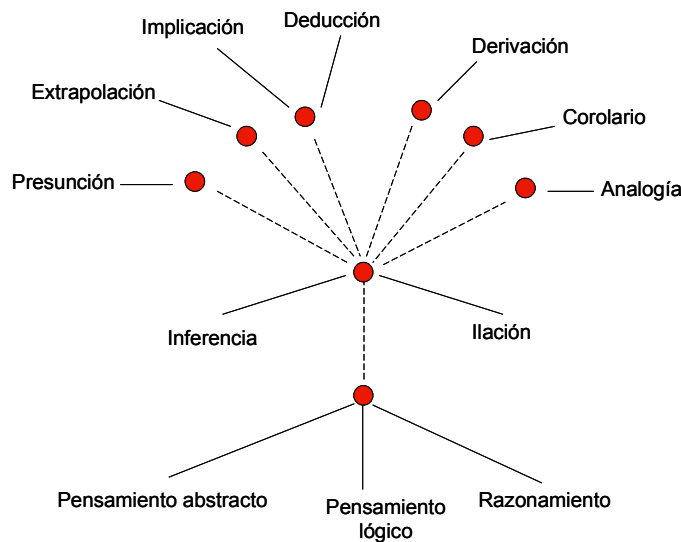 Implicación
Deducción
Derivación
Extrapolación
Corolario
Presunción
Analogía
Inferencia
Ilación
Pensamiento abstracto
Pensamiento
lógico
Razonamiento